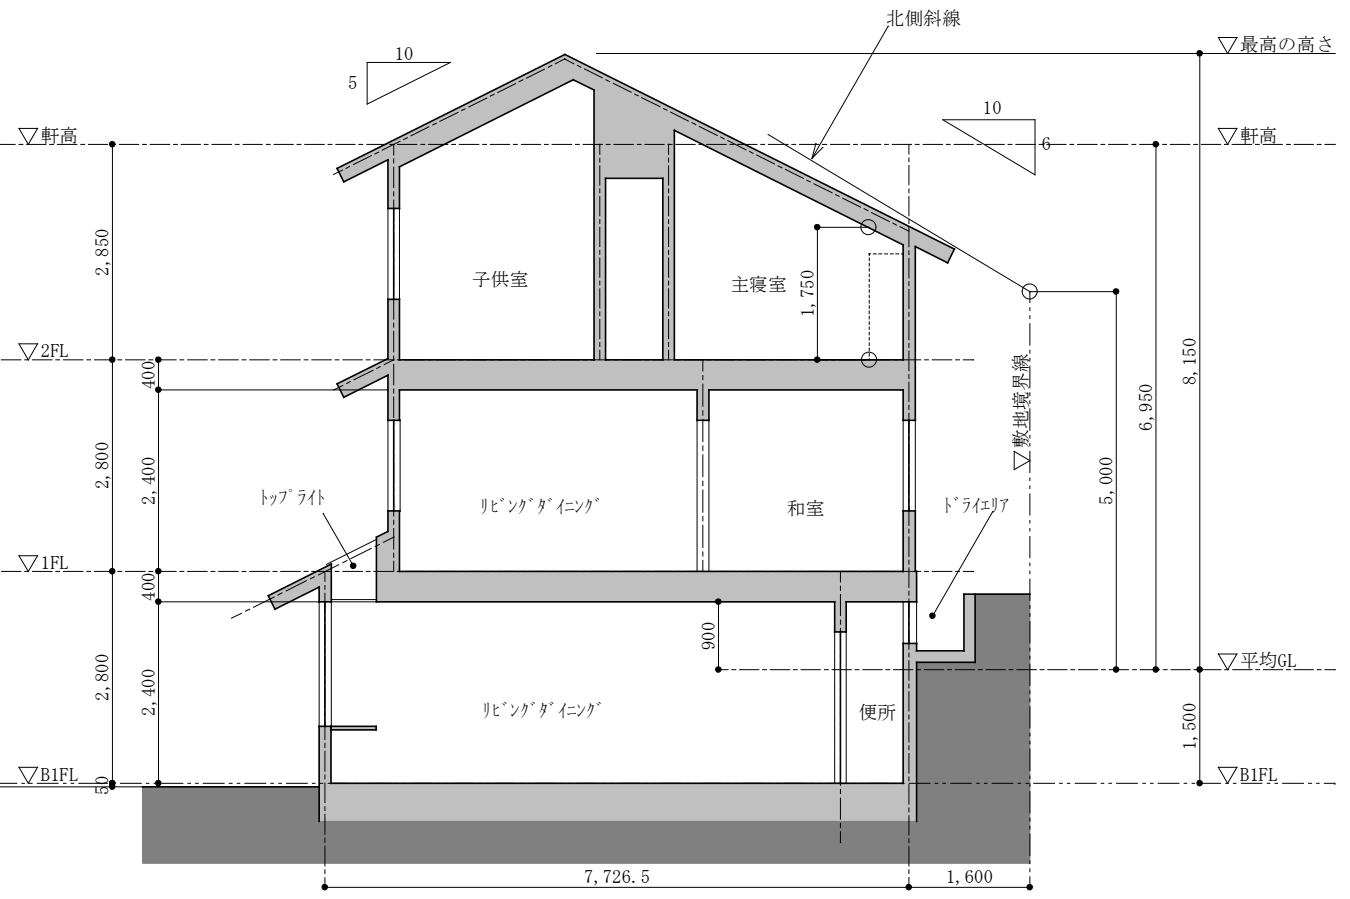 北側斜線
▽最高の高さ
10
5
10
6
▽軒高
▽軒高
2,850
子供室
主寝室
1,750
8,150
6,950
▽2FL
400
▽敷地境界線
5,000
2,800
2,400
ﾄｯﾌﾟﾗｲﾄ
ﾘﾋﾞﾝｸﾞﾀﾞｲﾆﾝｸﾞ
和室
ﾄﾞﾗｲｴﾘｱ
▽1FL
400
900
▽平均GL
2,800
2,400
ﾘﾋﾞﾝｸﾞﾀﾞｲﾆﾝｸﾞ
便所
1,500
▽B1FL
50
▽B1FL
7,726.5
1,600